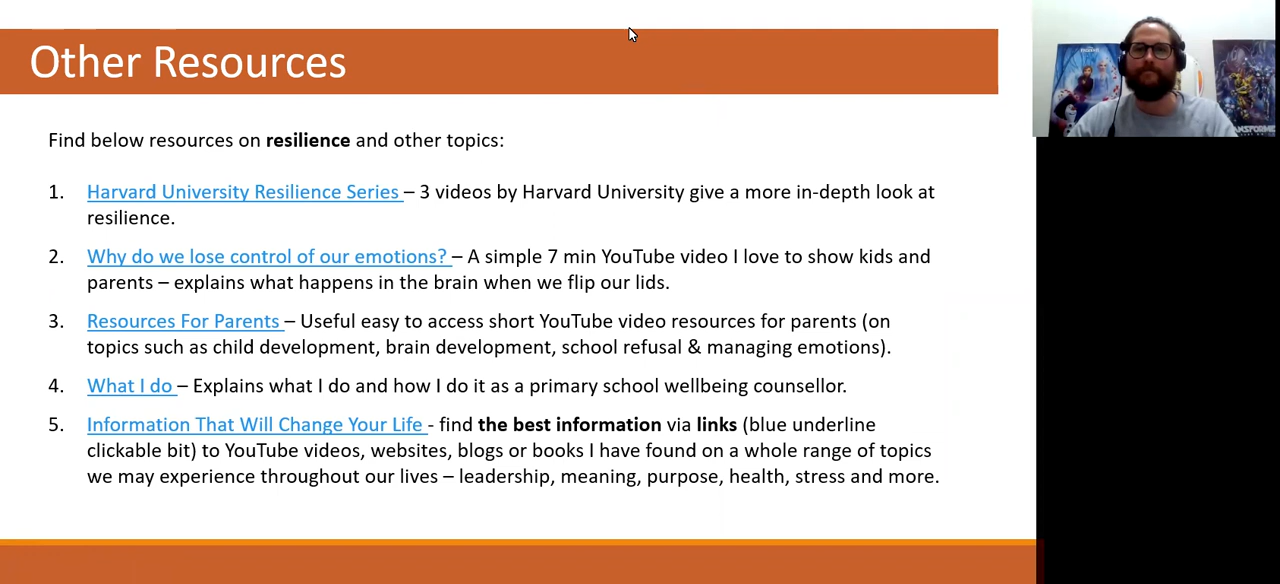 Other Resources
Find below resources on resilience and other topics:
1. Harvard University Resilience Series – 3 videos by Harvard University give a more in-depth look at
resilience.
2. Why do we lose control of our emotions? – A simple 7 min YouTube video I love to show kids and
parents – explains what happens in the brain when we flip our lids.
3. Resources For Parents – Useful easy to access short YouTube video resources for parents (on
topics such as child development, brain development, school refusal & managing emotions).
4. What I do – Explains what I do and how I do it as a primary school wellbeing counsellor.
5. Information That Will Change Your Life - find the best information via links (blue underline
clickable bit) to YouTube videos, websites, blogs or books I have found on a whole range of topics
we may experience throughout our lives – leadership, meaning, purpose, health, stress and more.